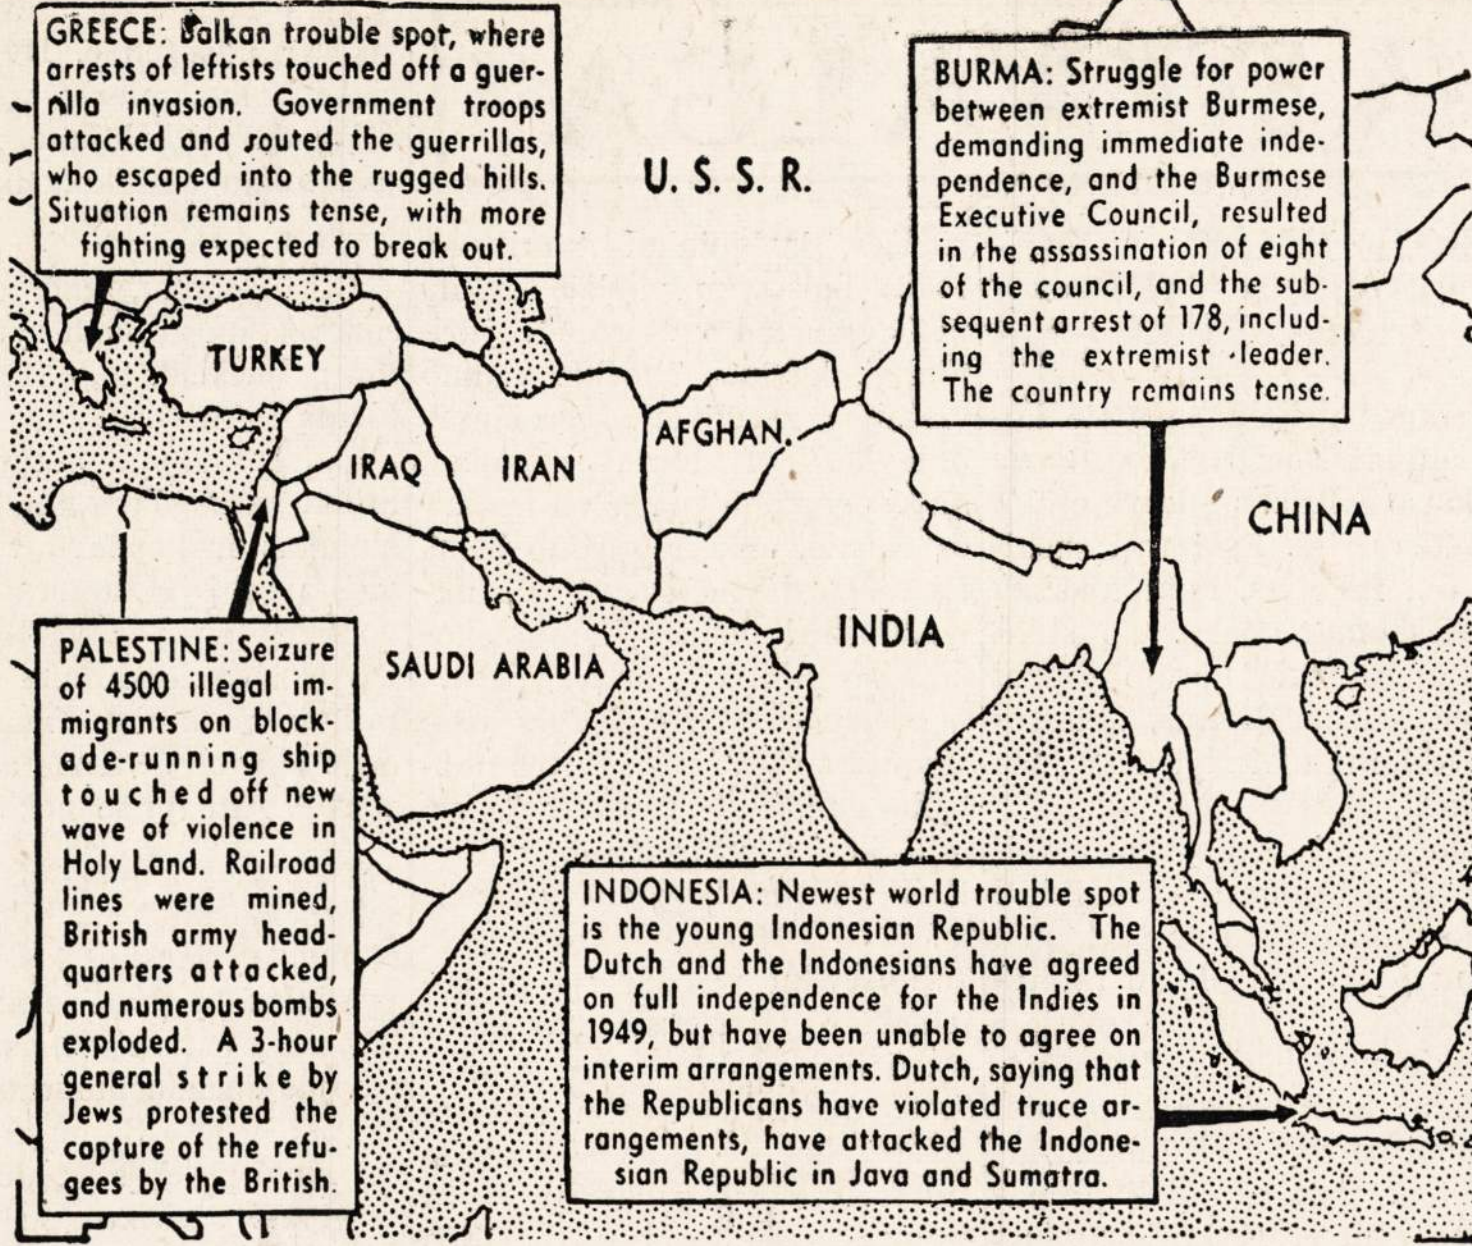 GREECE: Balkan trouble spot, where
arrests of leftists touched off a guer-
rilla invasion. Government troops
attacked and routed the guerrillas,
who escaped into the rugged hills.
Situation remains tense, with more
fighting expected to break out.
U. S. S. R.
BURMA: Struggle for power
between extremist Burmese,
demanding immediate inde-
pendence, and the Burmese
Executive Council, resulted
in the assassination of eight
of the council, and the sub-
sequent arrest of 178, includ-
ing the extremist leader.
The country remains tense.
TURKEY
IRAQ
IRAN
AFGHAN.
CHINA
INDIA
SAUDI ARABIA
PALESTINE: Seizure
of 4500 illegal im-
migrants on block-
ade-running ship
touched off new
wave of violence in
Holy Land. Railroad
lines were mined,
British army head-
quarters attacked,
and numerous bombs
exploded. A 3-hour
general strike by
Jews protested the
capture of the refu-
gees by the British.
INDONESIA: Newest world trouble spot
is the young Indonesian Republic. The
Dutch and the Indonesians have agreed
on full independence for the Indies in
1949, but have been unable to agree on
interim arrangements. Dutch, saying that
the Republicans have violated truce ar-
rangements, have attacked the Indone-
sian Republic in Java and Sumatra.